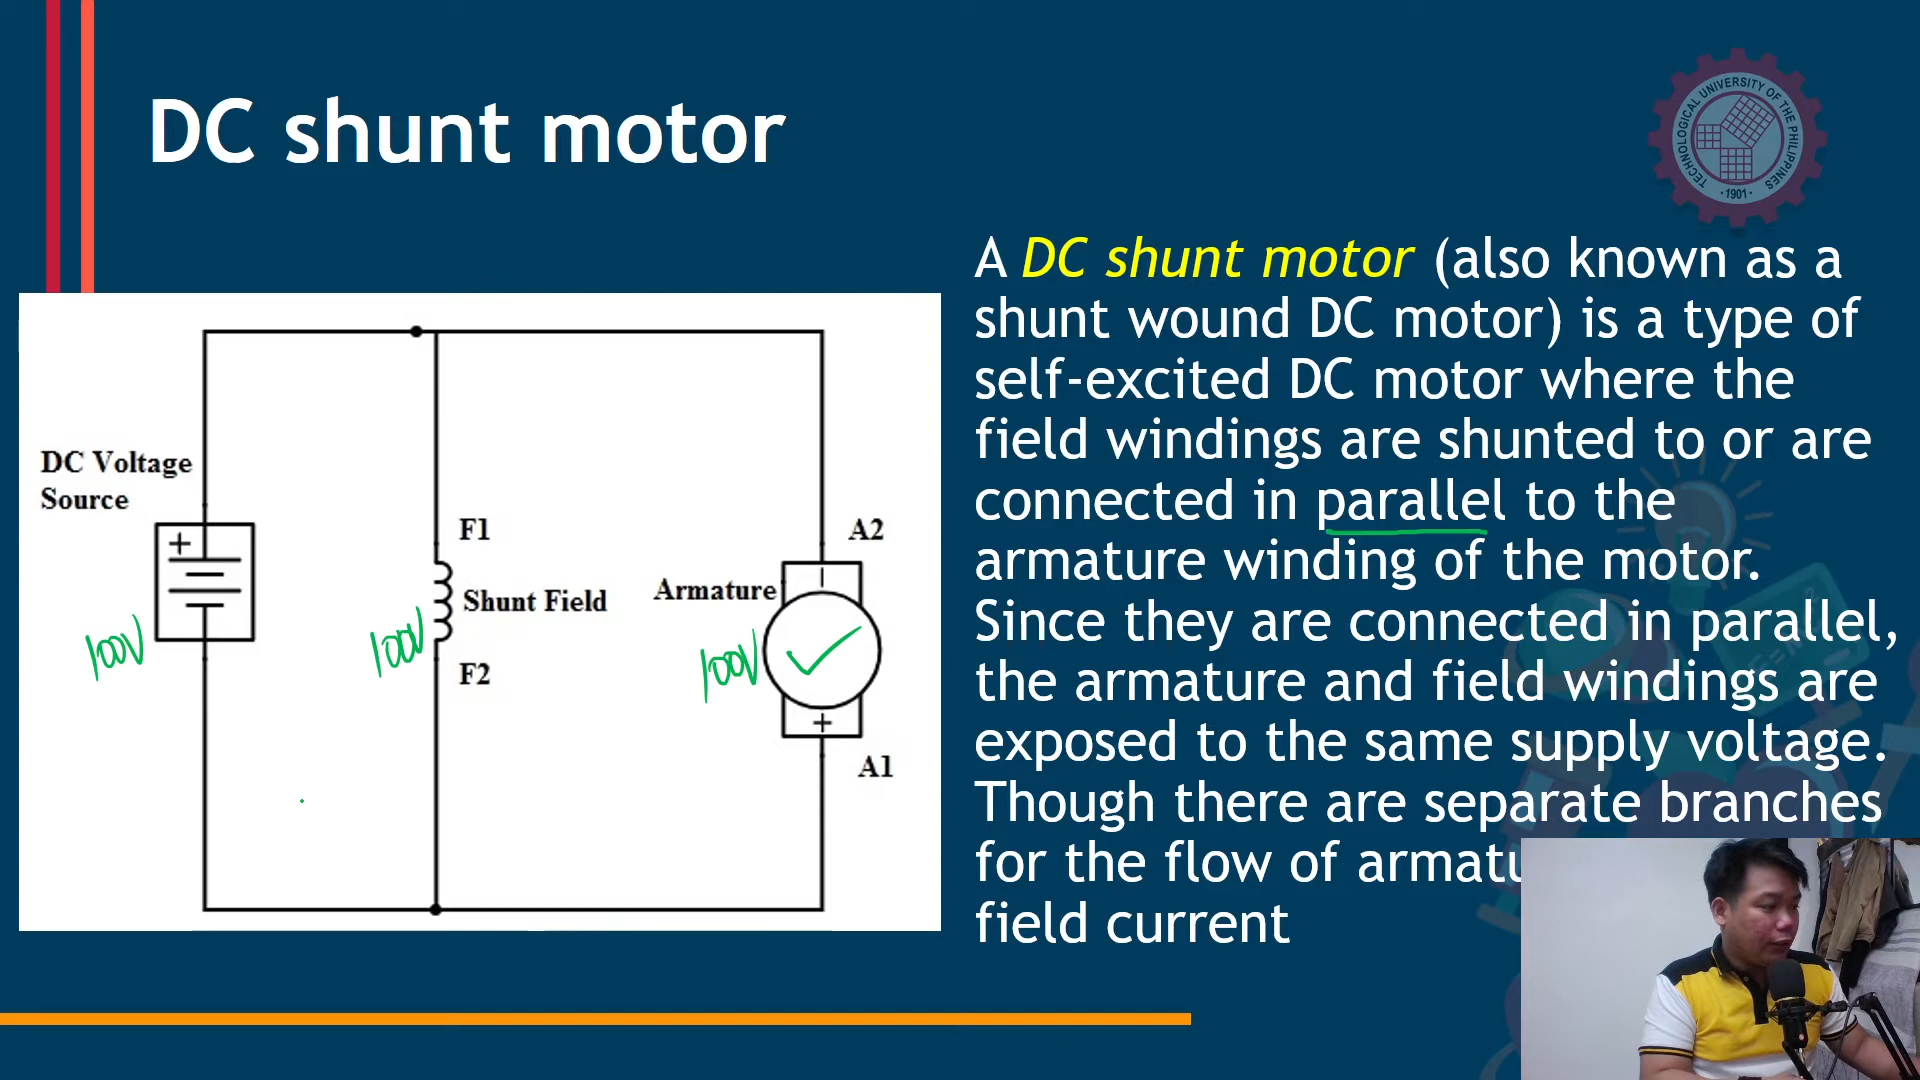 DC shunt motor
TECHNOLOGICAL UNIVERSITY OF THE PHILIPPINES
· 1901 ·
A DC shunt motor (also known as a
shunt wound DC motor) is a type of
self-excited DC motor where the
field windings are shunted to or are
connected in parallel to the
armature winding of the motor.
Since they are connected in parallel,
the armature and field windings are
exposed to the same supply voltage.
Though there are separate branches
for the flow of
field current
DC Voltage
Source
+
100V
F1
Shunt Field
100V
F2
A2
Armature
100V
+
A1